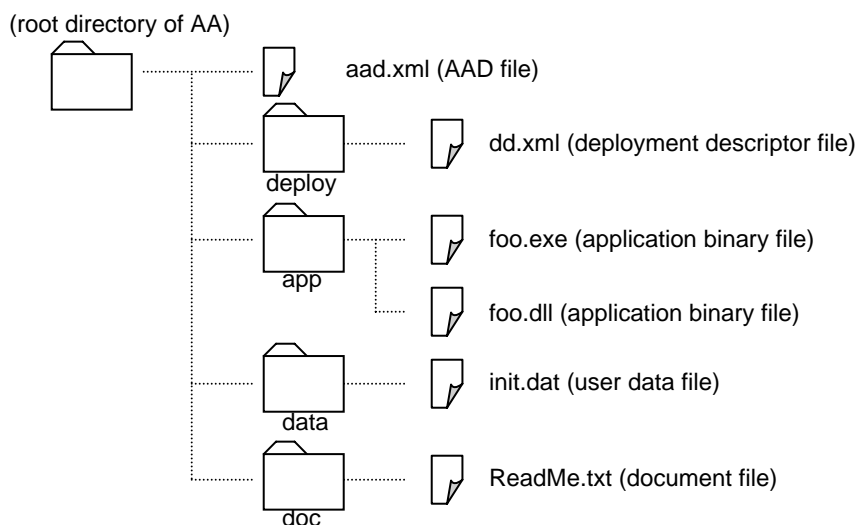 (root directory of AA)
aad.xml (AAD file)
dd.xml (deployment descriptor file)
deploy
foo.exe (application binary file)
app
foo.dll (application binary file)
init.dat (user data file)
data
ReadMe.txt (document file)
doc